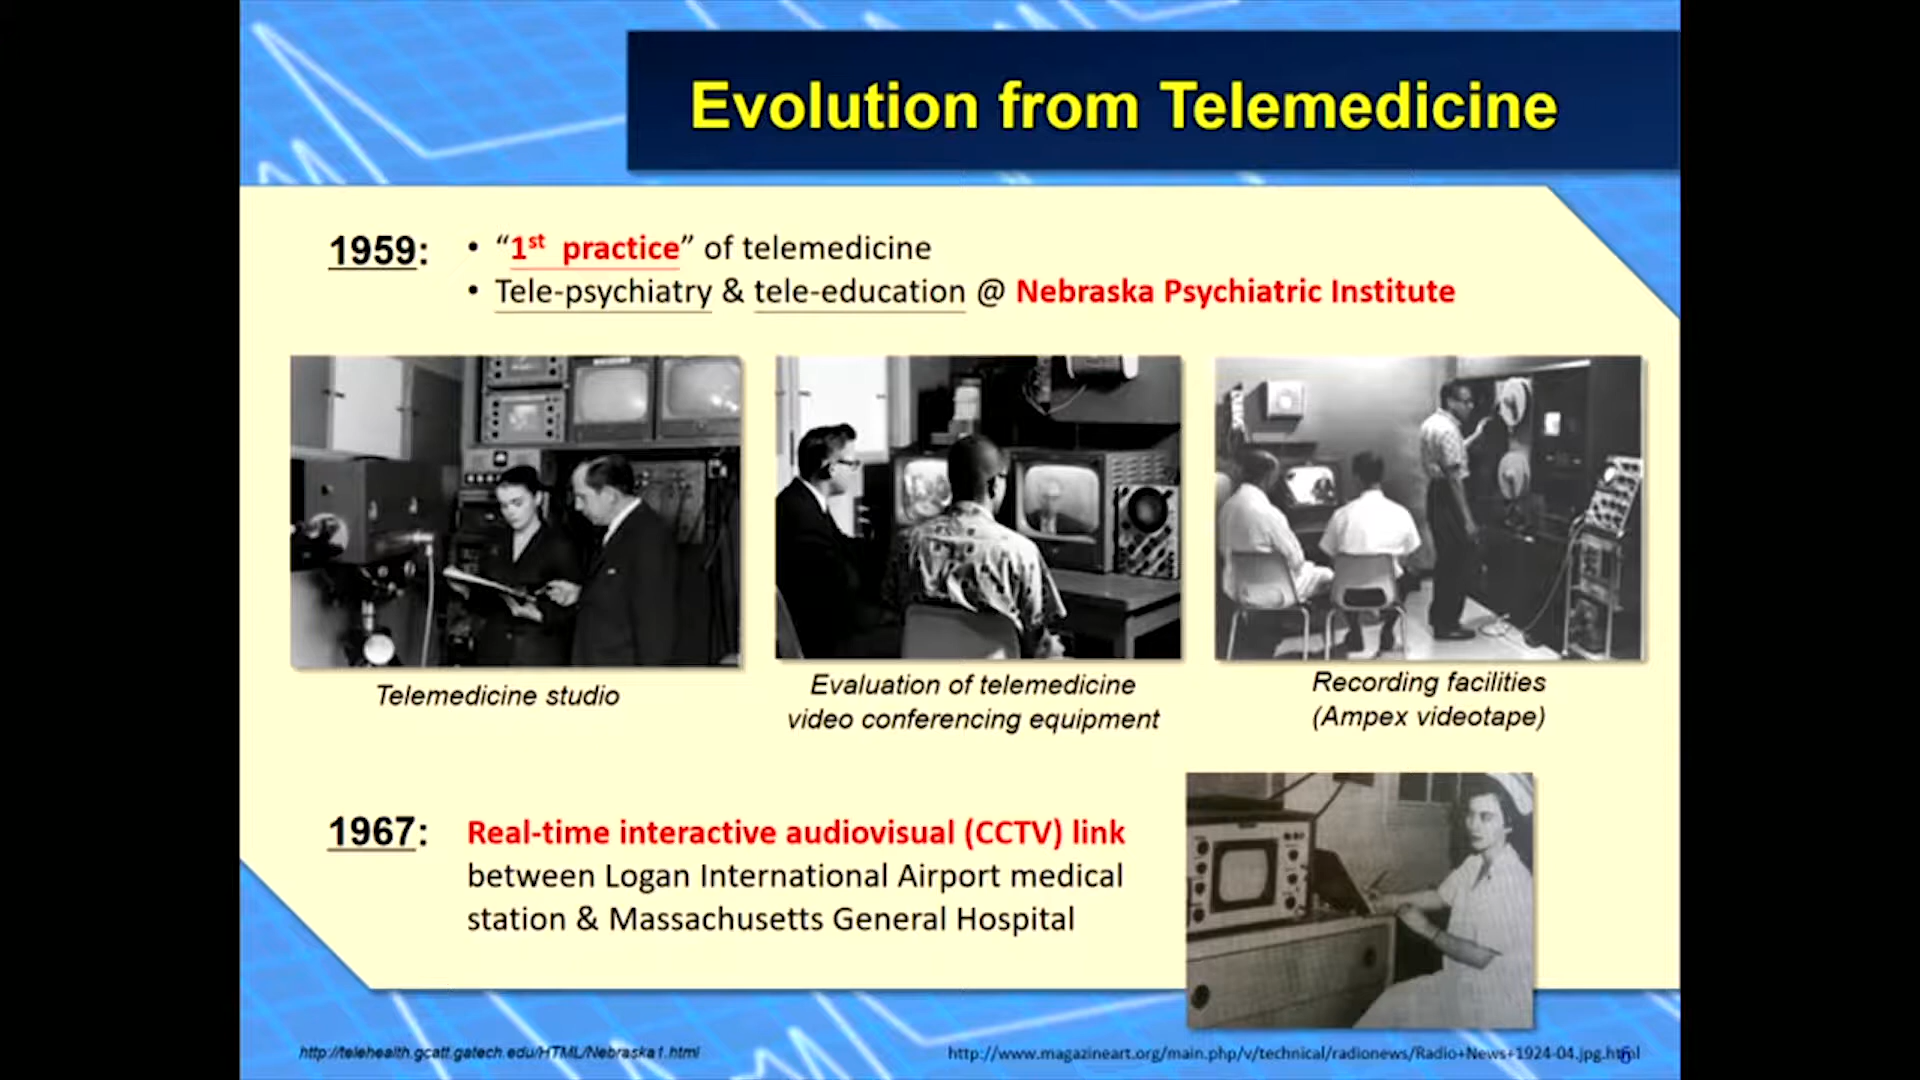 Evolution from Telemedicine
1959:
• “1st practice” of telemedicine
• Tele-psychiatry & tele-education @ Nebraska Psychiatric Institute
Telemedicine studio
Evaluation of telemedicine
video conferencing equipment
Recording facilities
(Ampex videotape)
1967:
Real-time interactive audiovisual (CCTV) link
between Logan International Airport medical
station & Massachusetts General Hospital
http://telehealth.gcatt.gatech.edu/HTML/Nebraska1.html
http://www.magazineart.org/main.php/v/technical/radionews/Radio+News+1924-04.jpg.html